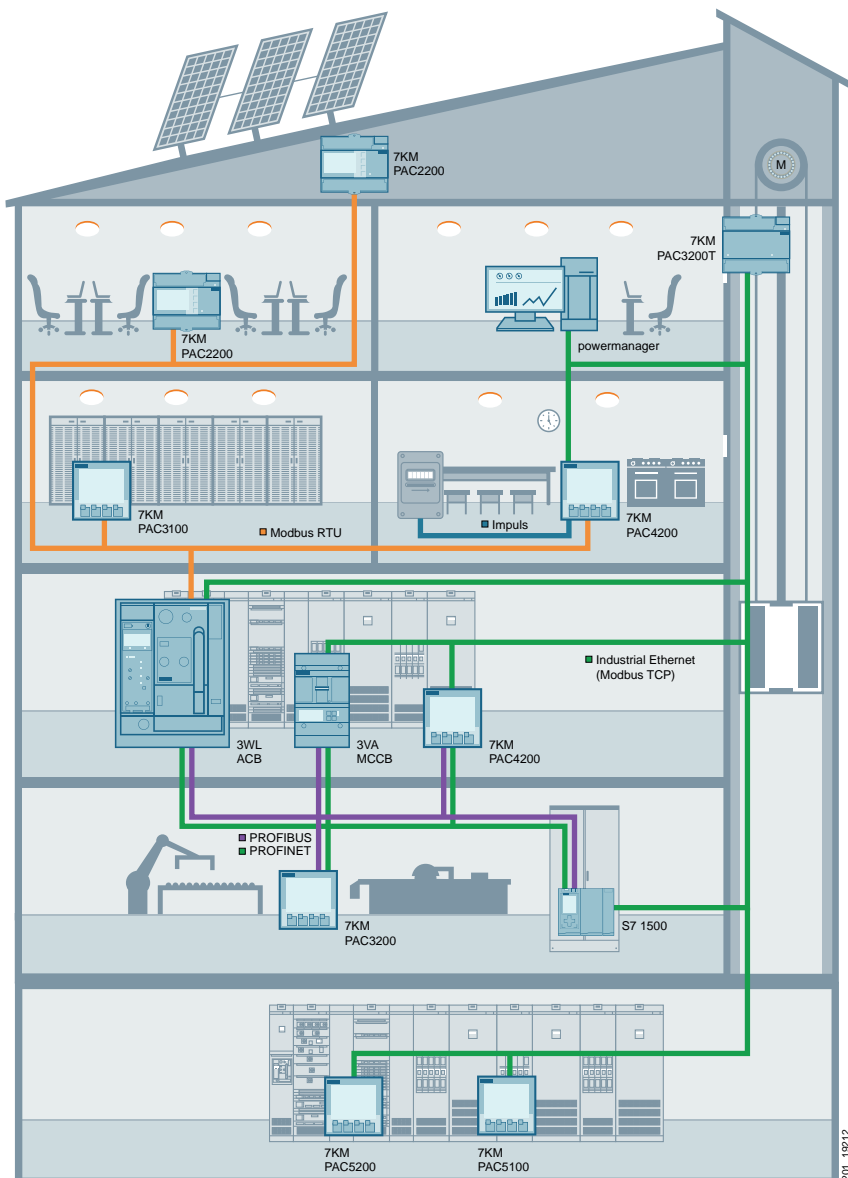 7KM
PAC2200
M
7KM
PAC3200T
7KM
PAC2200
powermanager
7KM
PAC3100
Modbus RTU
Impuls
7KM
PAC4200
Industrial Ethernet
(Modbus TCP)
3WL
ACB
3VA
MCCB
7KM
PAC4200
PROFIBUS
PROFINET
7KM
PAC3200
S7 1500
7KM
PAC5200
7KM
PAC5100